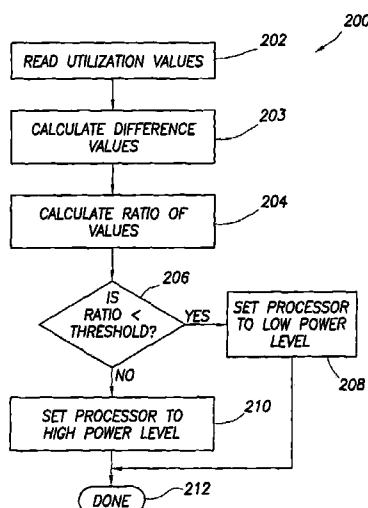 200
202
READ UTILIZATION VALUES
203
CALCULATE DIFFERENCE
VALUES
204
CALCULATE RATIO OF
VALUES
206
IS
RATIO <
THRESHOLD?
YES
SET PROCESSOR
TO LOW POWER
LEVEL
208
NO
210
SET PROCESSOR TO
HIGH POWER LEVEL
212
DONE